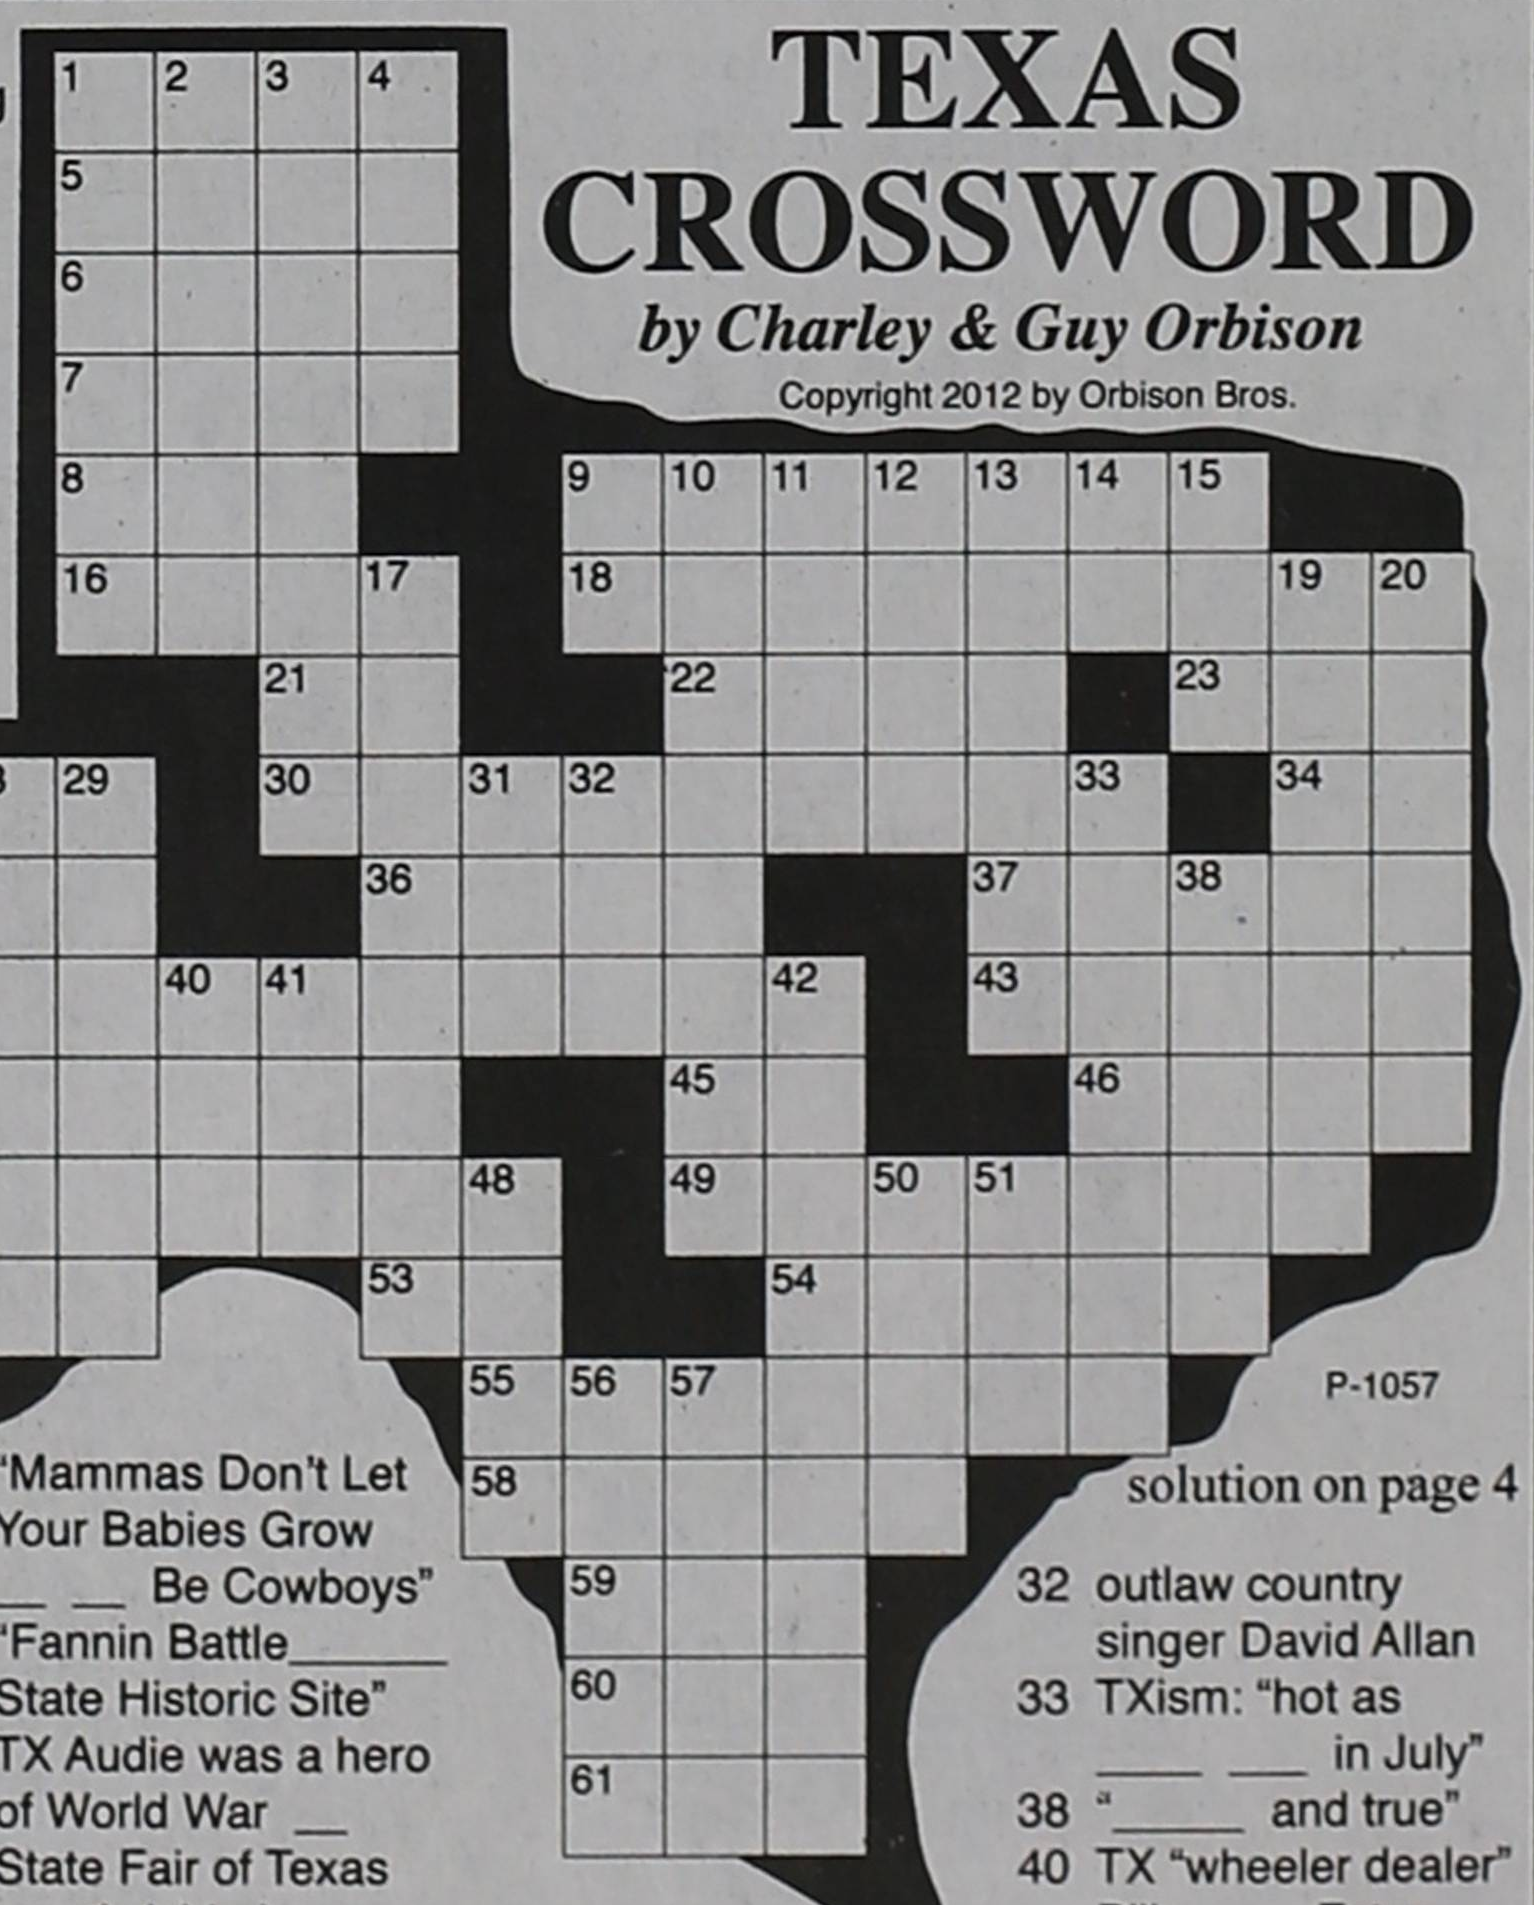 TEXAS
CROSSWORD
by Charley & Guy Orbison
Copyright 2012 by Orbison Bros.
1 2 3 4
5
6
7
8 9 10 11 12 13 14 15
16 17 18 19 20
21 22 23
29 30 31 32 33 34
36 37 38
40 41 42 43
45 46
48 49 50 51
53 54
55 56 57
58
59
60
61
P-1057
solution on page 4
"Mammas Don't Let
Your Babies Grow
__ __ Be Cowboys"
"Fannin Battle______
State Historic Site"
TX Audie was a hero
of World War __
State Fair of Texas
32 outlaw country
singer David Allan
33 TXism: "hot as
____ ___ in July"
38 "_____ and true"
40 TX "wheeler dealer"